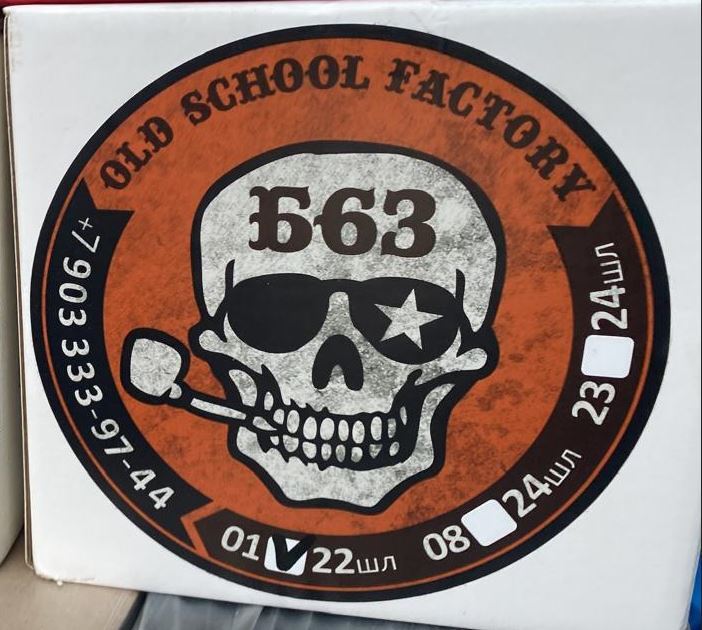 OLD SCHOOL FACTORY
Б63
+7 903 333-97-44
01 22шл
08 24шл
23 24шл